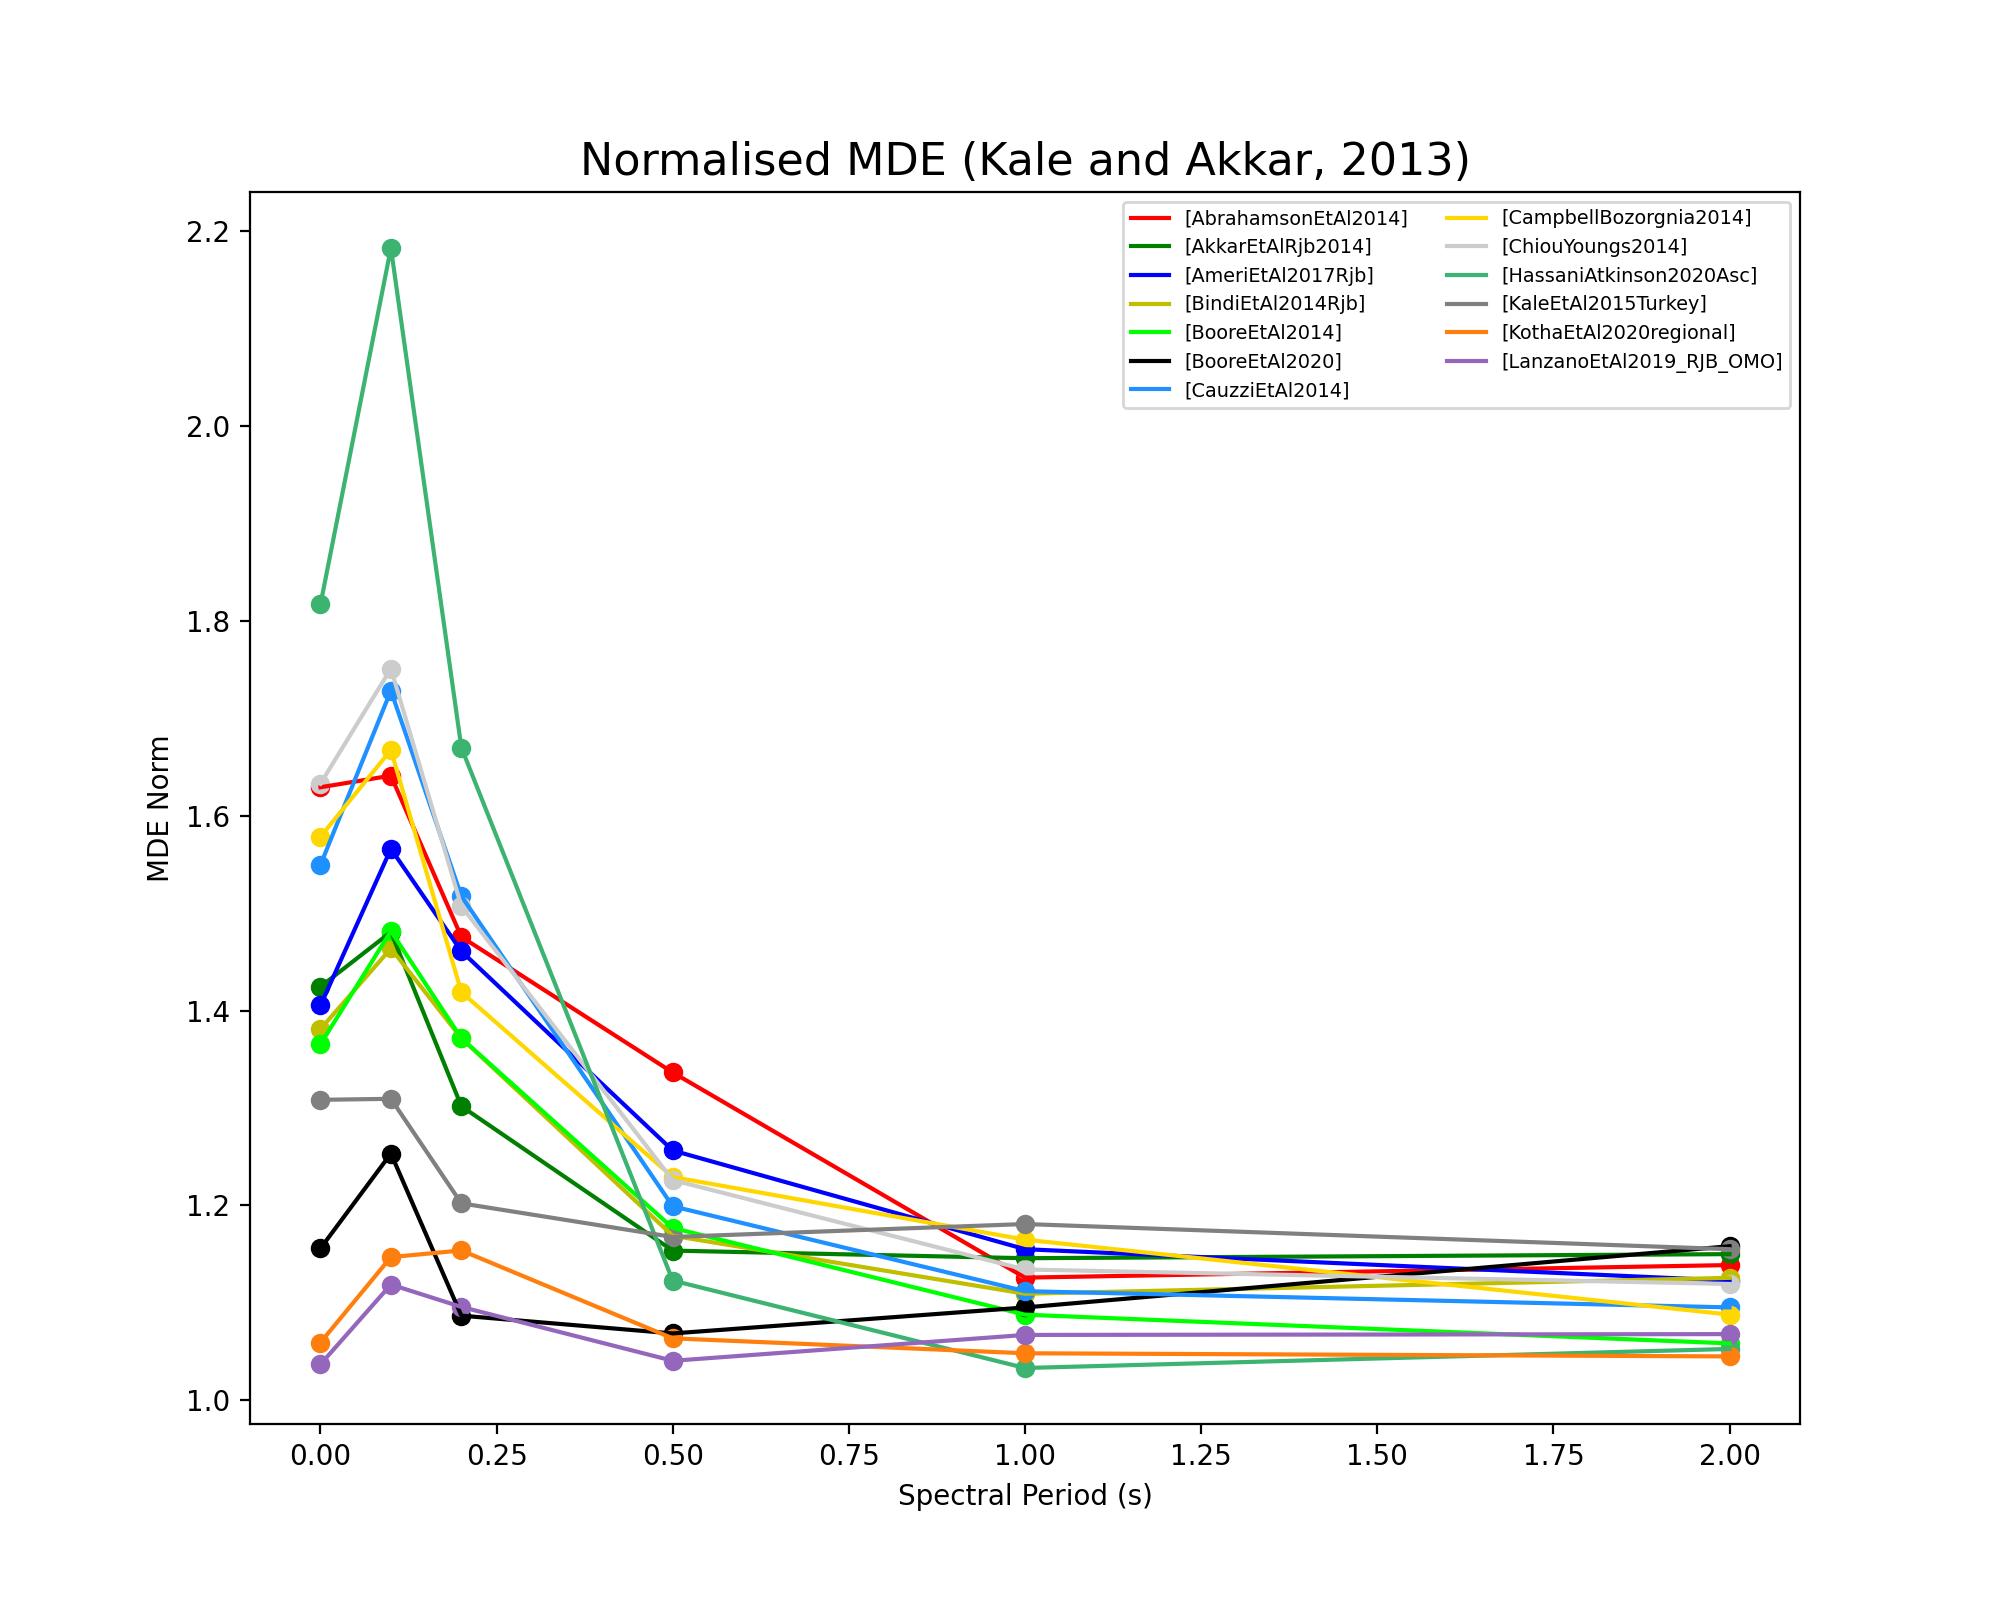 Normalised MDE (Kale and Akkar, 2013)
MDE Norm
2.2
2.0
1.8
1.6
1.4
1.2
1.0
[AbrahamsonEtAl2014]
[AkkarEtAlRjb2014]
[AmeriEtAl2017Rjb]
[BindiEtAl2014Rjb]
[BooreEtAl2014]
[BooreEtAl2020]
[CauzziEtAl2014]
[CampbellBozorgnia2014]
[ChiouYoungs2014]
[HassaniAtkinson2020Asc]
[KaleEtAl2015Turkey]
[KothaEtAl2020regional]
[LanzanoEtAl2019_RJB_OMO]
0.00 0.25 0.50 0.75 1.00 1.25 1.50 1.75 2.00
Spectral Period (s)